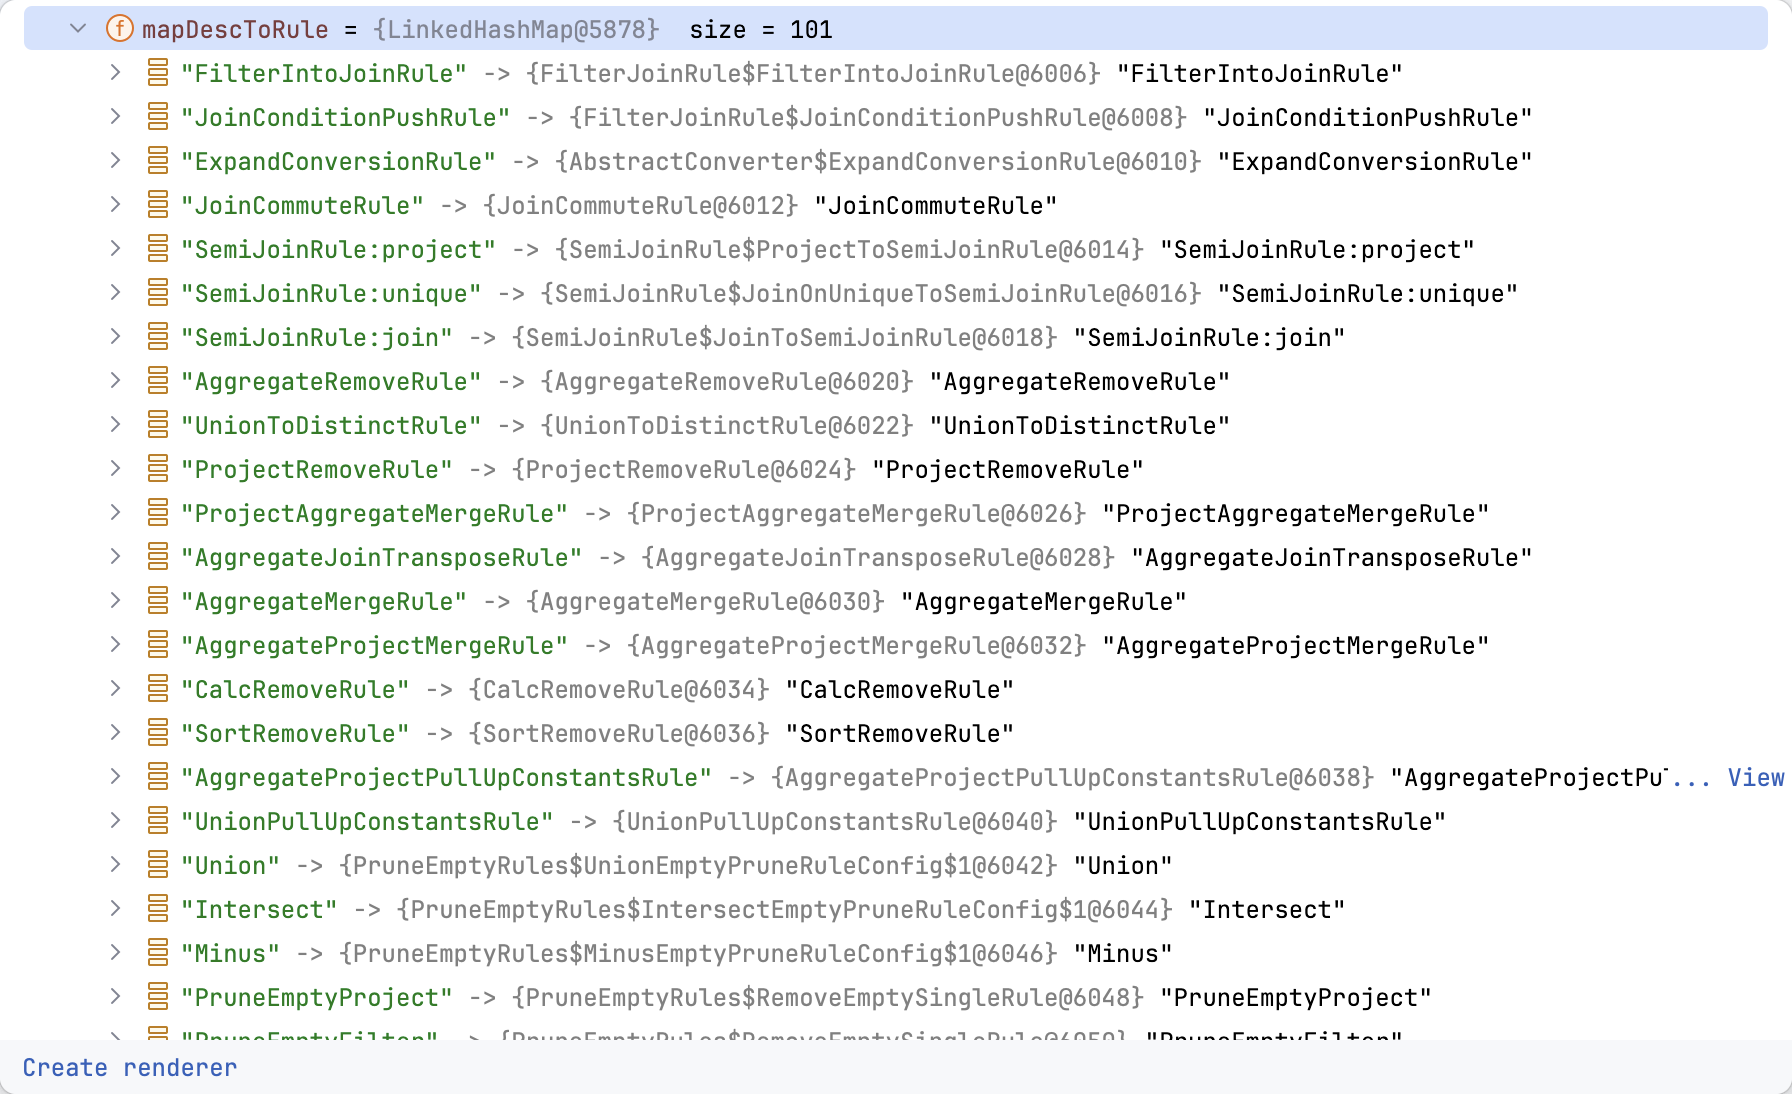 f mapDescToRule = {LinkedHashMap@5878} size = 101
"FilterIntoJoinRule" -> {FilterJoinRule$FilterIntoJoinRule@6006} "FilterIntoJoinRule"
"JoinConditionPushRule" -> {FilterJoinRule$JoinConditionPushRule@6008} "JoinConditionPushRule"
"ExpandConversionRule" -> {AbstractConverter$ExpandConversionRule@6010} "ExpandConversionRule"
"JoinCommuteRule" -> {JoinCommuteRule@6012} "JoinCommuteRule"
"SemiJoinRule:project" -> {SemiJoinRule$ProjectToSemiJoinRule@6014} "SemiJoinRule:project"
"SemiJoinRule:unique" -> {SemiJoinRule$JoinOnUniqueToSemiJoinRule@6016} "SemiJoinRule:unique"
"SemiJoinRule:join" -> {SemiJoinRule$JoinToSemiJoinRule@6018} "SemiJoinRule:join"
"AggregateRemoveRule" -> {AggregateRemoveRule@6020} "AggregateRemoveRule"
"UnionToDistinctRule" -> {UnionToDistinctRule@6022} "UnionToDistinctRule"
"ProjectRemoveRule" -> {ProjectRemoveRule@6024} "ProjectRemoveRule"
"ProjectAggregateMergeRule" -> {ProjectAggregateMergeRule@6026} "ProjectAggregateMergeRule"
"AggregateJoinTransposeRule" -> {AggregateJoinTransposeRule@6028} "AggregateJoinTransposeRule"
"AggregateMergeRule" -> {AggregateMergeRule@6030} "AggregateMergeRule"
"AggregateProjectMergeRule" -> {AggregateProjectMergeRule@6032} "AggregateProjectMergeRule"
"CalcRemoveRule" -> {CalcRemoveRule@6034} "CalcRemoveRule"
"SortRemoveRule" -> {SortRemoveRule@6036} "SortRemoveRule"
"AggregateProjectPullUpConstantsRule" -> {AggregateProjectPullUpConstantsRule@6038} "AggregateProjectPu... View
"UnionPullUpConstantsRule" -> {UnionPullUpConstantsRule@6040} "UnionPullUpConstantsRule"
"Union" -> {PruneEmptyRules$UnionEmptyPruneRuleConfig$1@6042} "Union"
"Intersect" -> {PruneEmptyRules$IntersectEmptyPruneRuleConfig$1@6044} "Intersect"
"Minus" -> {PruneEmptyRules$MinusEmptyPruneRuleConfig$1@6046} "Minus"
"PruneEmptyProject" -> {PruneEmptyRules$RemoveEmptySingleRule@6048} "PruneEmptyProject"
"PruneEmptyFilter" -> {PruneEmptyRules$RemoveEmptySingleRule@6050} "PruneEmptyFilter"
Create renderer